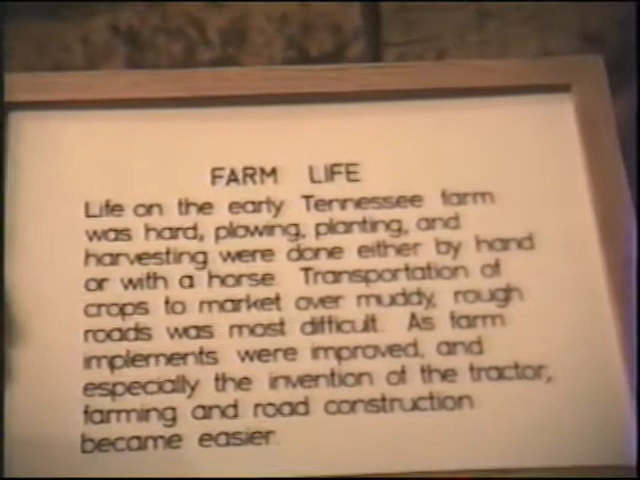 FARM LIFE
Life on the early Tennessee farm
was hard, plowing, planting, and
harvesting were done either by hand
or with a horse. Transportation of
crops to market over muddy, rough
roads was most difficult. As farm
implements were improved, and
especially the invention of the tractor,
farming and road construction
became easier.